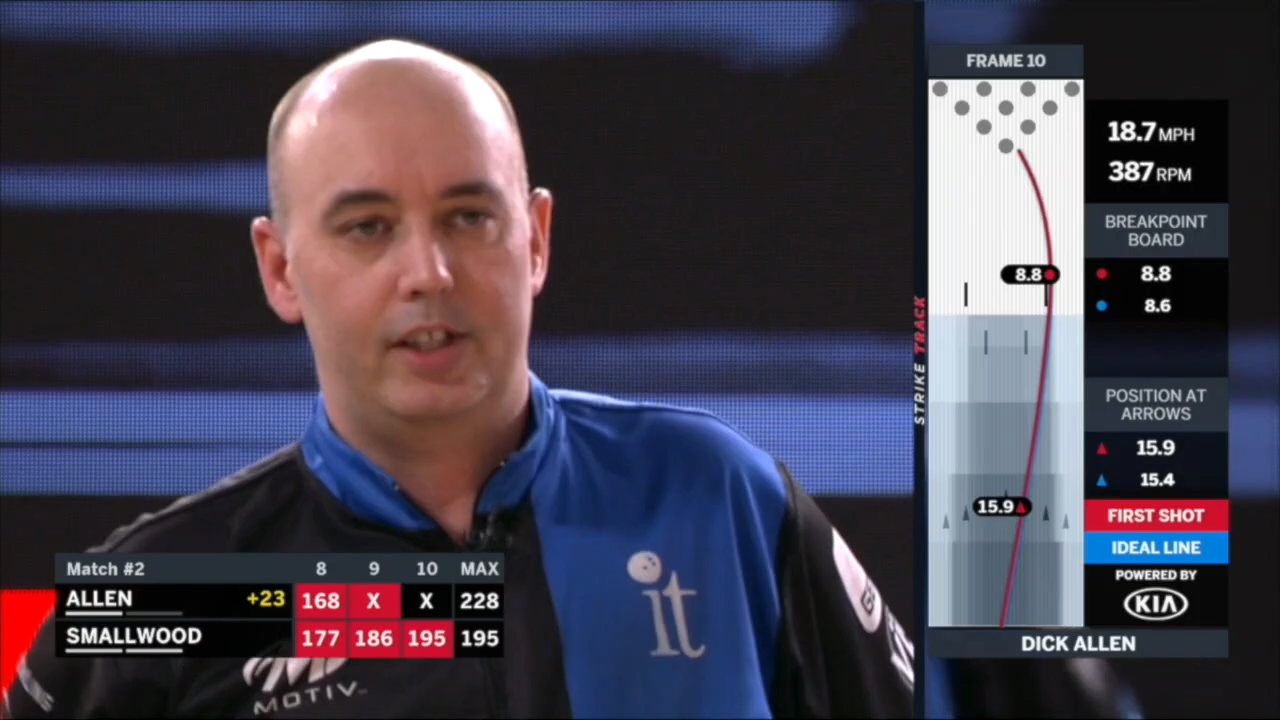 FRAME 10
18.7 MPH
387 RPM
BREAKPOINT
BOARD
8.8
8.8
8.6
STRIKE TRACK
POSITION AT
ARROWS
15.9
15.9
15.4
FIRST SHOT
IDEAL LINE
POWERED BY
KIA
DICK ALLEN
Match #2 8 9 10 MAX
ALLEN +23 168 X X 228
SMALLWOOD 177 186 195 195
it
MOTIV